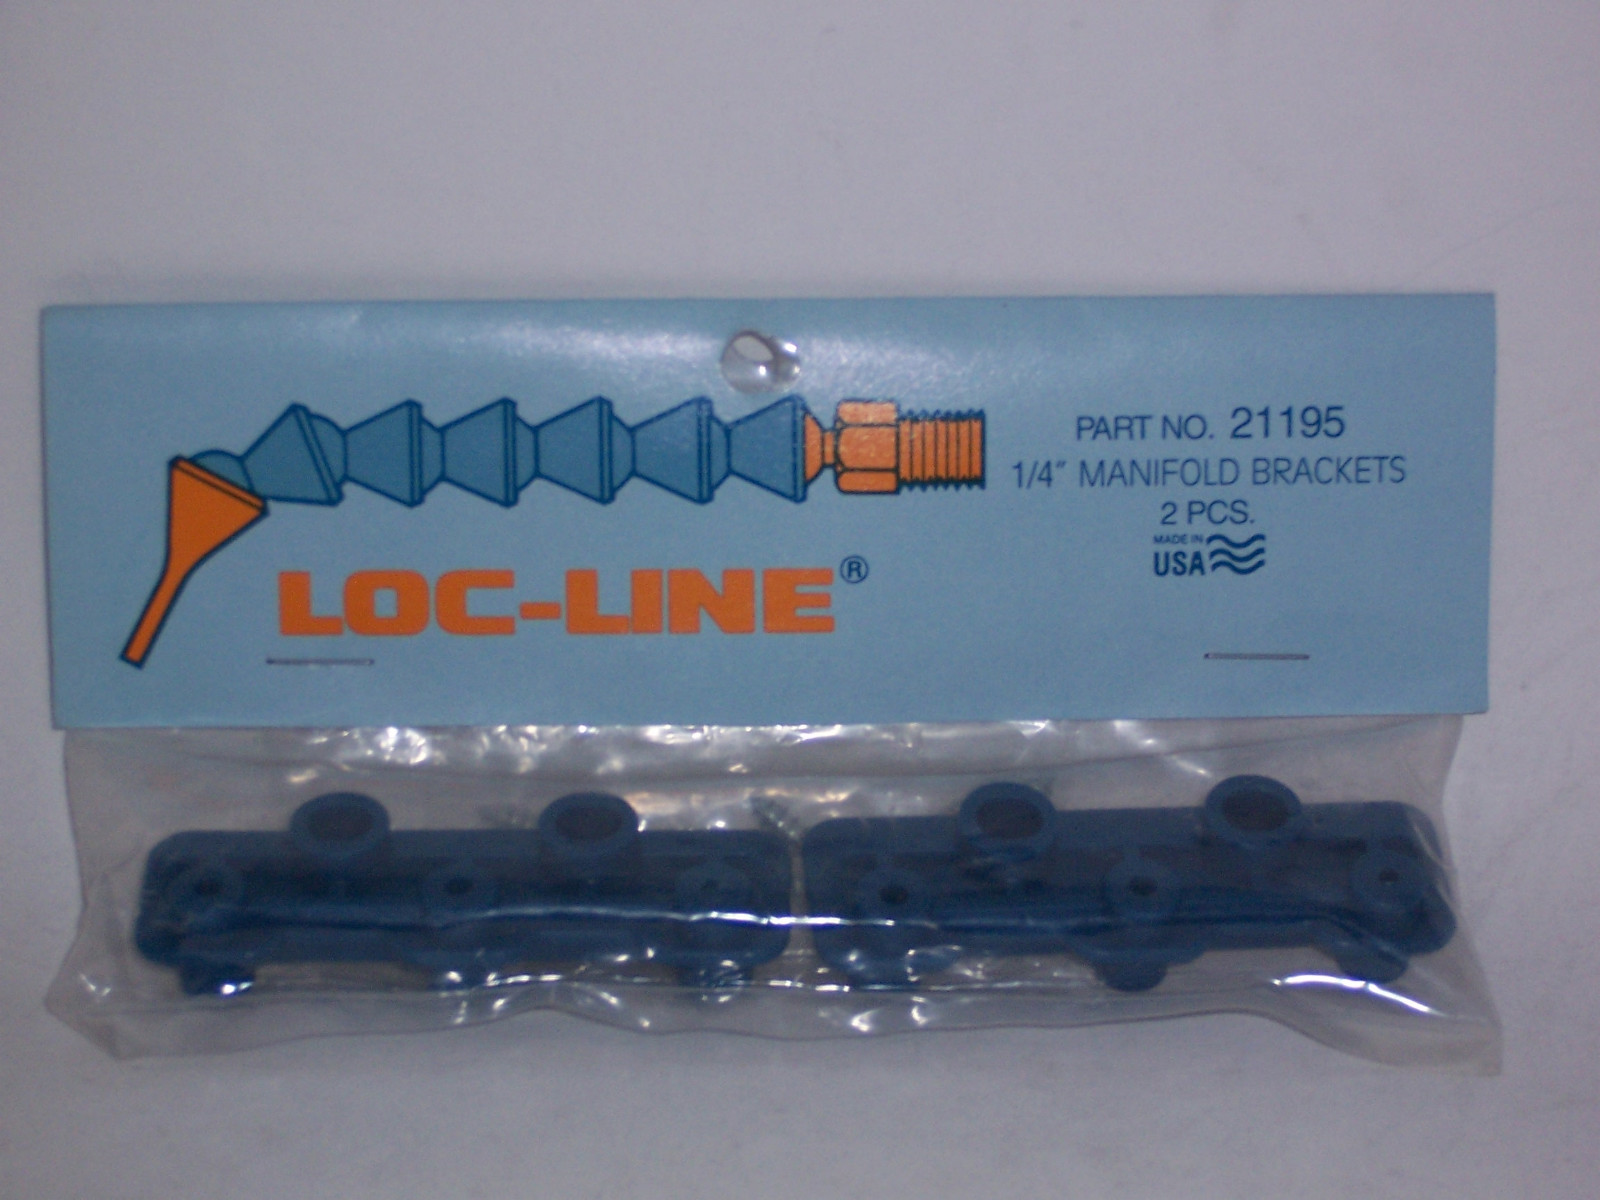 LOC-LINE®
PART NO. 21195
1/4" MANIFOLD BRACKETS
2 PCS.
MADE IN
USA